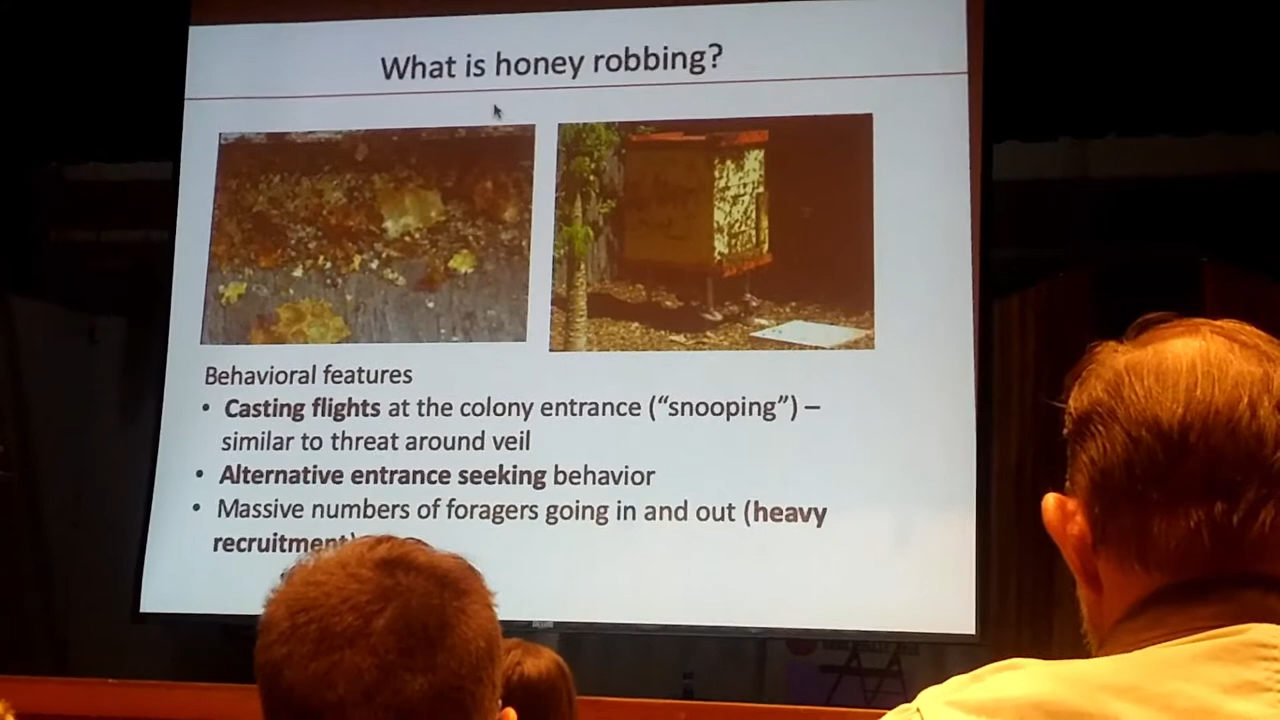 What is honey robbing?
Behavioral features
• Casting flights at the colony entrance (“snooping”) –
similar to threat around veil
• Alternative entrance seeking behavior
• Massive numbers of foragers going in and out (heavy
recruitment)